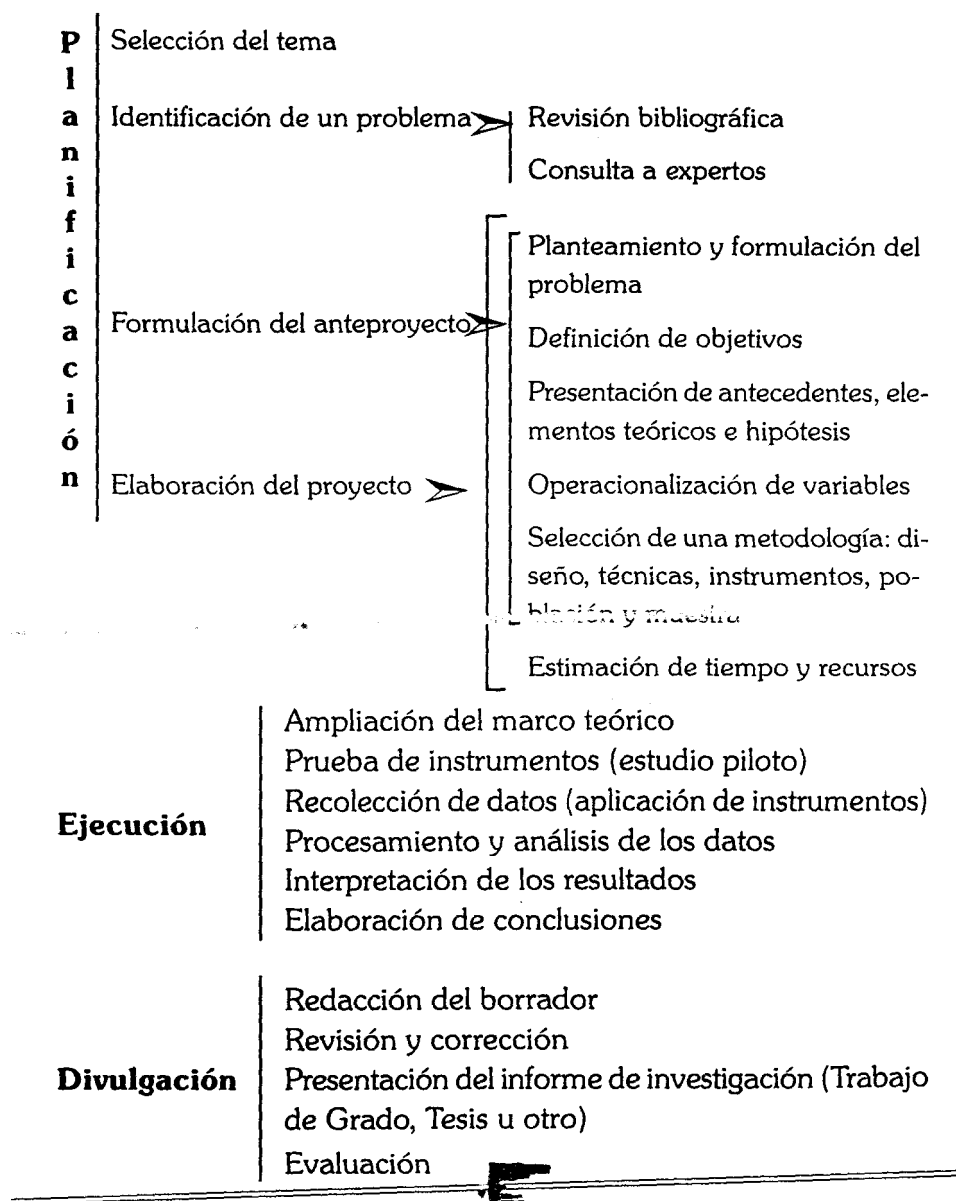 Planificación
Selección del tema
Identificación de un problema
Revisión bibliográfica
Consulta a expertos
Formulación del anteproyecto
Planteamiento y formulación del
problema
Definición de objetivos
Presentación de antecedentes, ele-
mentos teóricos e hipótesis
Elaboración del proyecto
Operacionalización de variables
Selección de una metodología: di-
seño, técnicas, instrumentos, po-
blación y muestra
Estimación de tiempo y recursos
Ejecución
Ampliación del marco teórico
Prueba de instrumentos (estudio piloto)
Recolección de datos (aplicación de instrumentos)
Procesamiento y análisis de los datos
Interpretación de los resultados
Elaboración de conclusiones
Divulgación
Redacción del borrador
Revisión y corrección
Presentación del informe de investigación (Trabajo
de Grado, Tesis u otro)
Evaluación